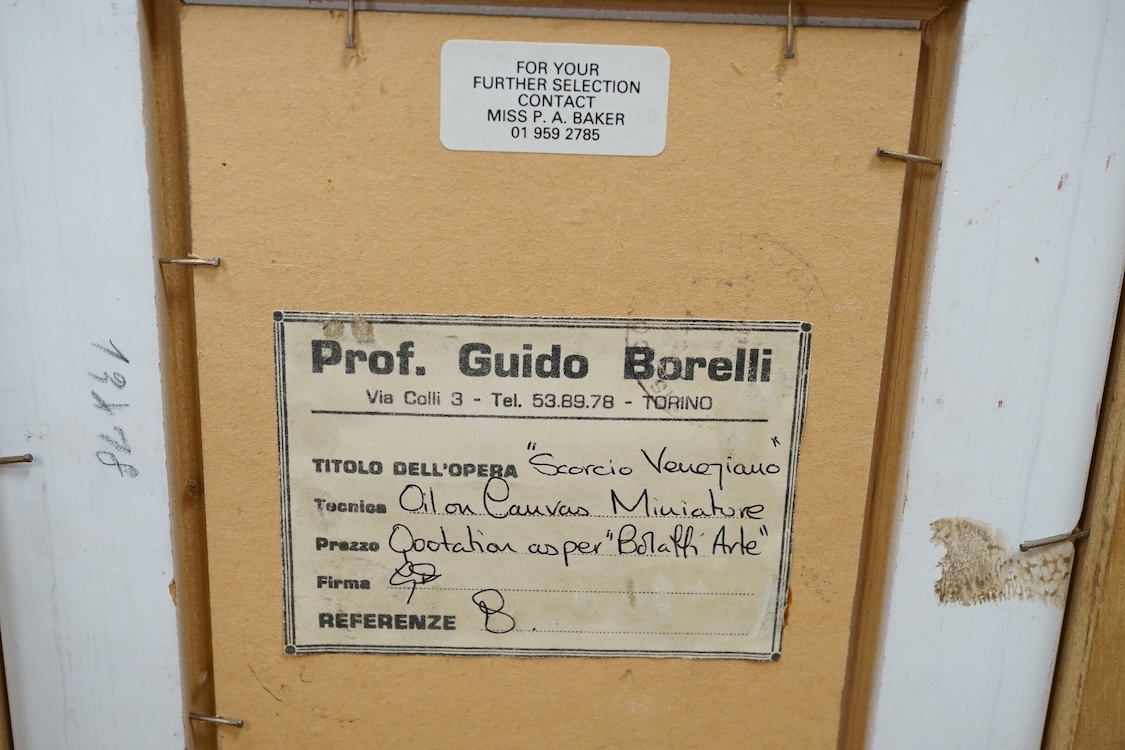 FOR YOUR
FURTHER SELECTION
CONTACT
MISS P. A. BAKER
01 959 2785
Prof. Guido Borelli
Via Colli 3 - Tel. 53.89.78 - TORINO
TITOLO DELL'OPERA "Scorcio Veneziano"
Tecnica Oil on Canvas Miniature
Prezzo Qootation as per "Bolaffi Arte"
Firma
REFERENZE B.